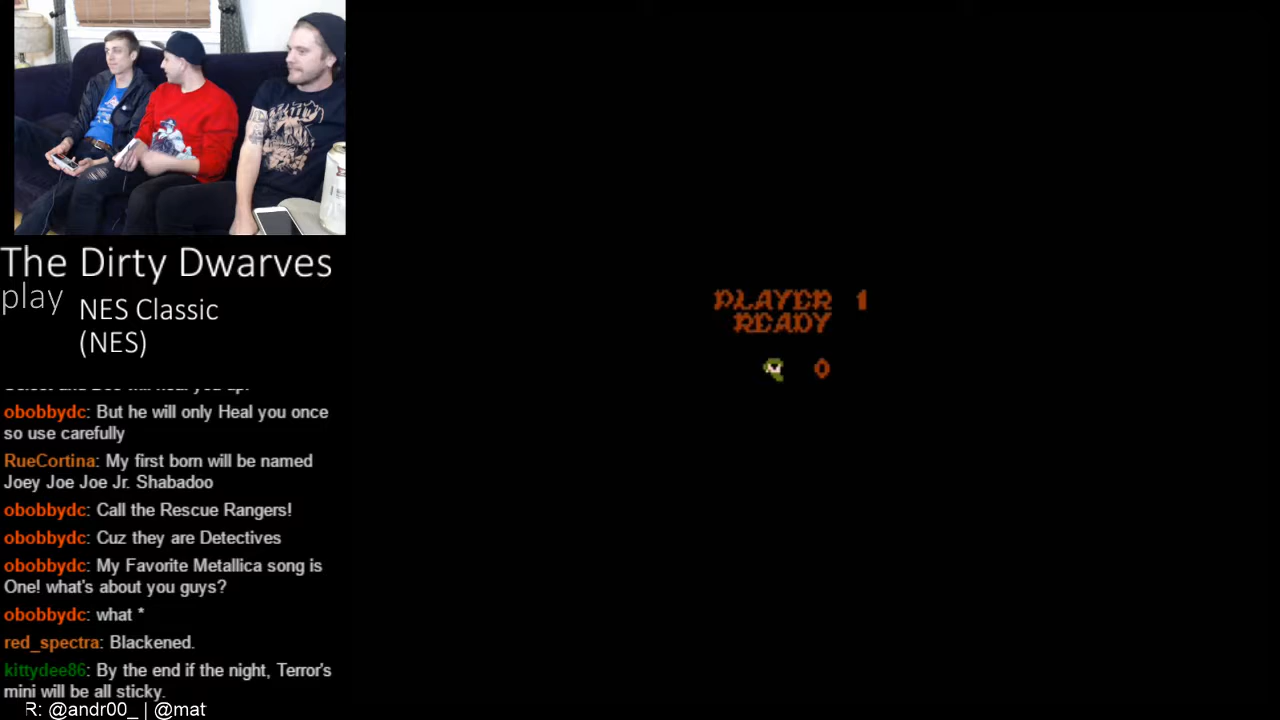 The Dirty Dwarves
play
NES Classic
(NES)
obobbydc: But he will only Heal you once
so use carefully
RueCortina: My first born will be named
Joey Joe Joe Jr. Shabadoo
obobbydc: Call the Rescue Rangers!
obobbydc: Cuz they are Detectives
obobbydc: My Favorite Metallica song is
One! what's about you guys?
obobbydc: what *
red_spectra: Blackened.
kittydee86: By the end if the night, Terror's
mini will be all sticky.
R: @andr00_ | @mat
PLAYER 1
READY
0